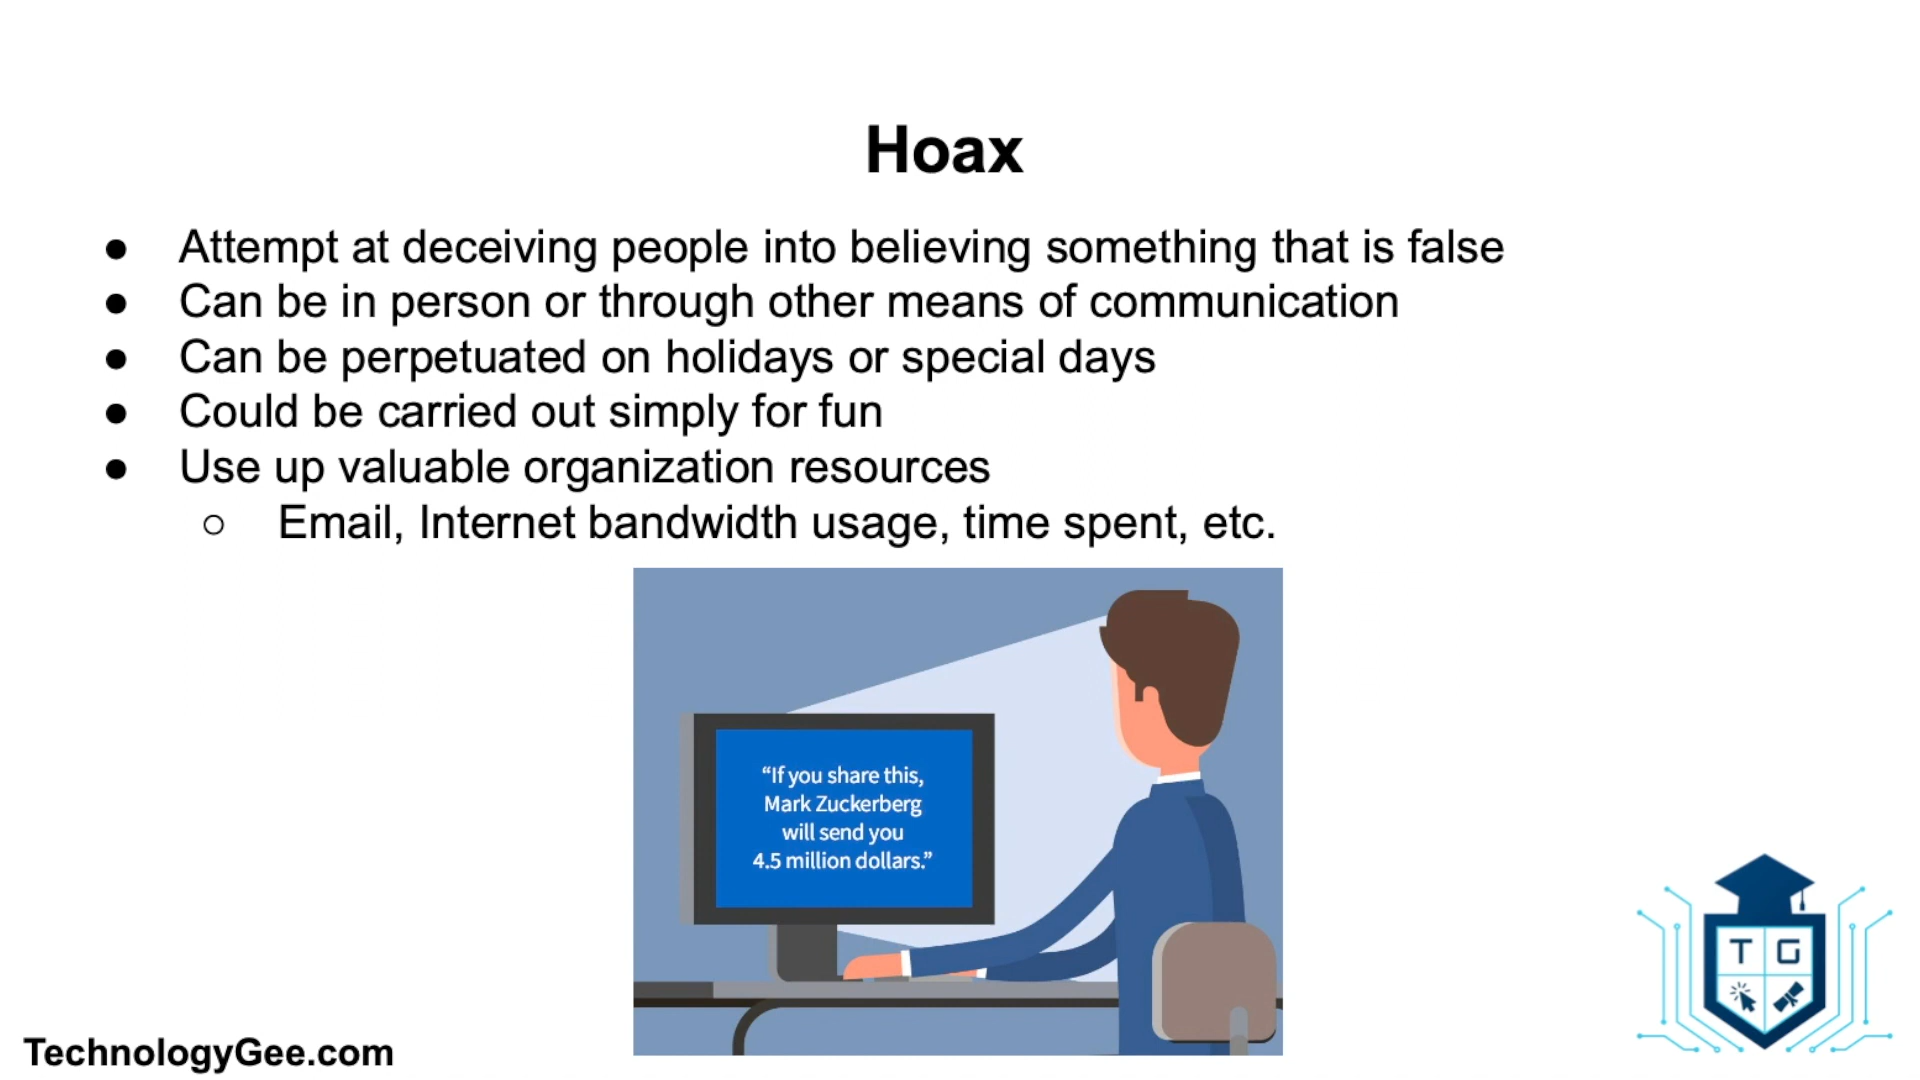 Hoax
● Attempt at deceiving people into believing something that is false
● Can be in person or through other means of communication
● Can be perpetuated on holidays or special days
● Could be carried out simply for fun
● Use up valuable organization resources
○ Email, Internet bandwidth usage, time spent, etc.
“If you share this,
Mark Zuckerberg
will send you
4.5 million dollars.”
T G
TechnologyGee.com